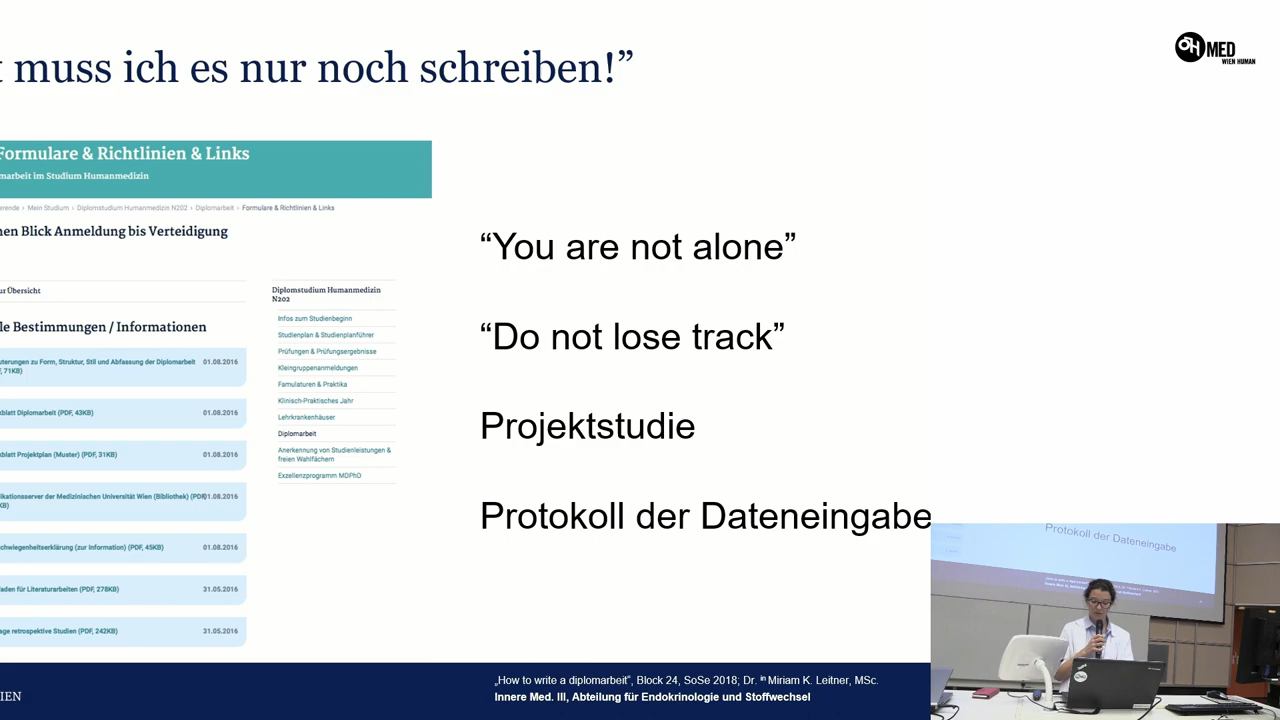 t muss ich es nur noch schreiben!”
ÖH MED
WIEN HUMAN
Formulare & Richtlinien & Links
marbeit im Studium Humanmedizin
erende › Mein Studium › Diplomstudium Humanmedizin N202 › Diplomarbeit › Formulare & Richtlinien & Links
nen Blick Anmeldung bis Verteidigung
ur Übersicht
le Bestimmungen / Informationen
uterungen zu Form, Struktur, Stil und Abfassung der Diplomarbeit 01.08.2016
F, 71KB)
kblatt Diplomarbeit (PDF, 43KB) 01.08.2016
kblatt Projektplan (Muster) (PDF, 31KB) 01.08.2016
ikationsserver der Medizinischen Universität Wien (Bibliothek) (PDF 01.08.2016
KB)
chwiegenheitserklärung (zur Information) (PDF, 45KB) 01.08.2016
aden für Literaturarbeiten (PDF, 278KB) 31.05.2016
age retrospektive Studien (PDF, 242KB) 31.05.2016
Diplomstudium Humanmedizin
N202
Infos zum Studienbeginn
Studienplan & Studienplanführer
Prüfungen & Prüfungsergebnisse
Kleingruppenanmeldungen
Famulaturen & Praktika
Klinisch-Praktisches Jahr
Lehrkrankenhäuser
Diplomarbeit
Anerkennung von Studienleistungen &
freien Wahlfächern
Exzellenzprogramm MDPhD
“You are not alone”
“Do not lose track”
Projektstudie
Protokoll der Dateneingabe
Protokoll der Dateneingabe
IEN
„How to write a diplomarbeit”, Block 24, SoSe 2018; Dr. in Miriam K. Leitner, MSc.
Innere Med. III, Abteilung für Endokrinologie und Stoffwechsel